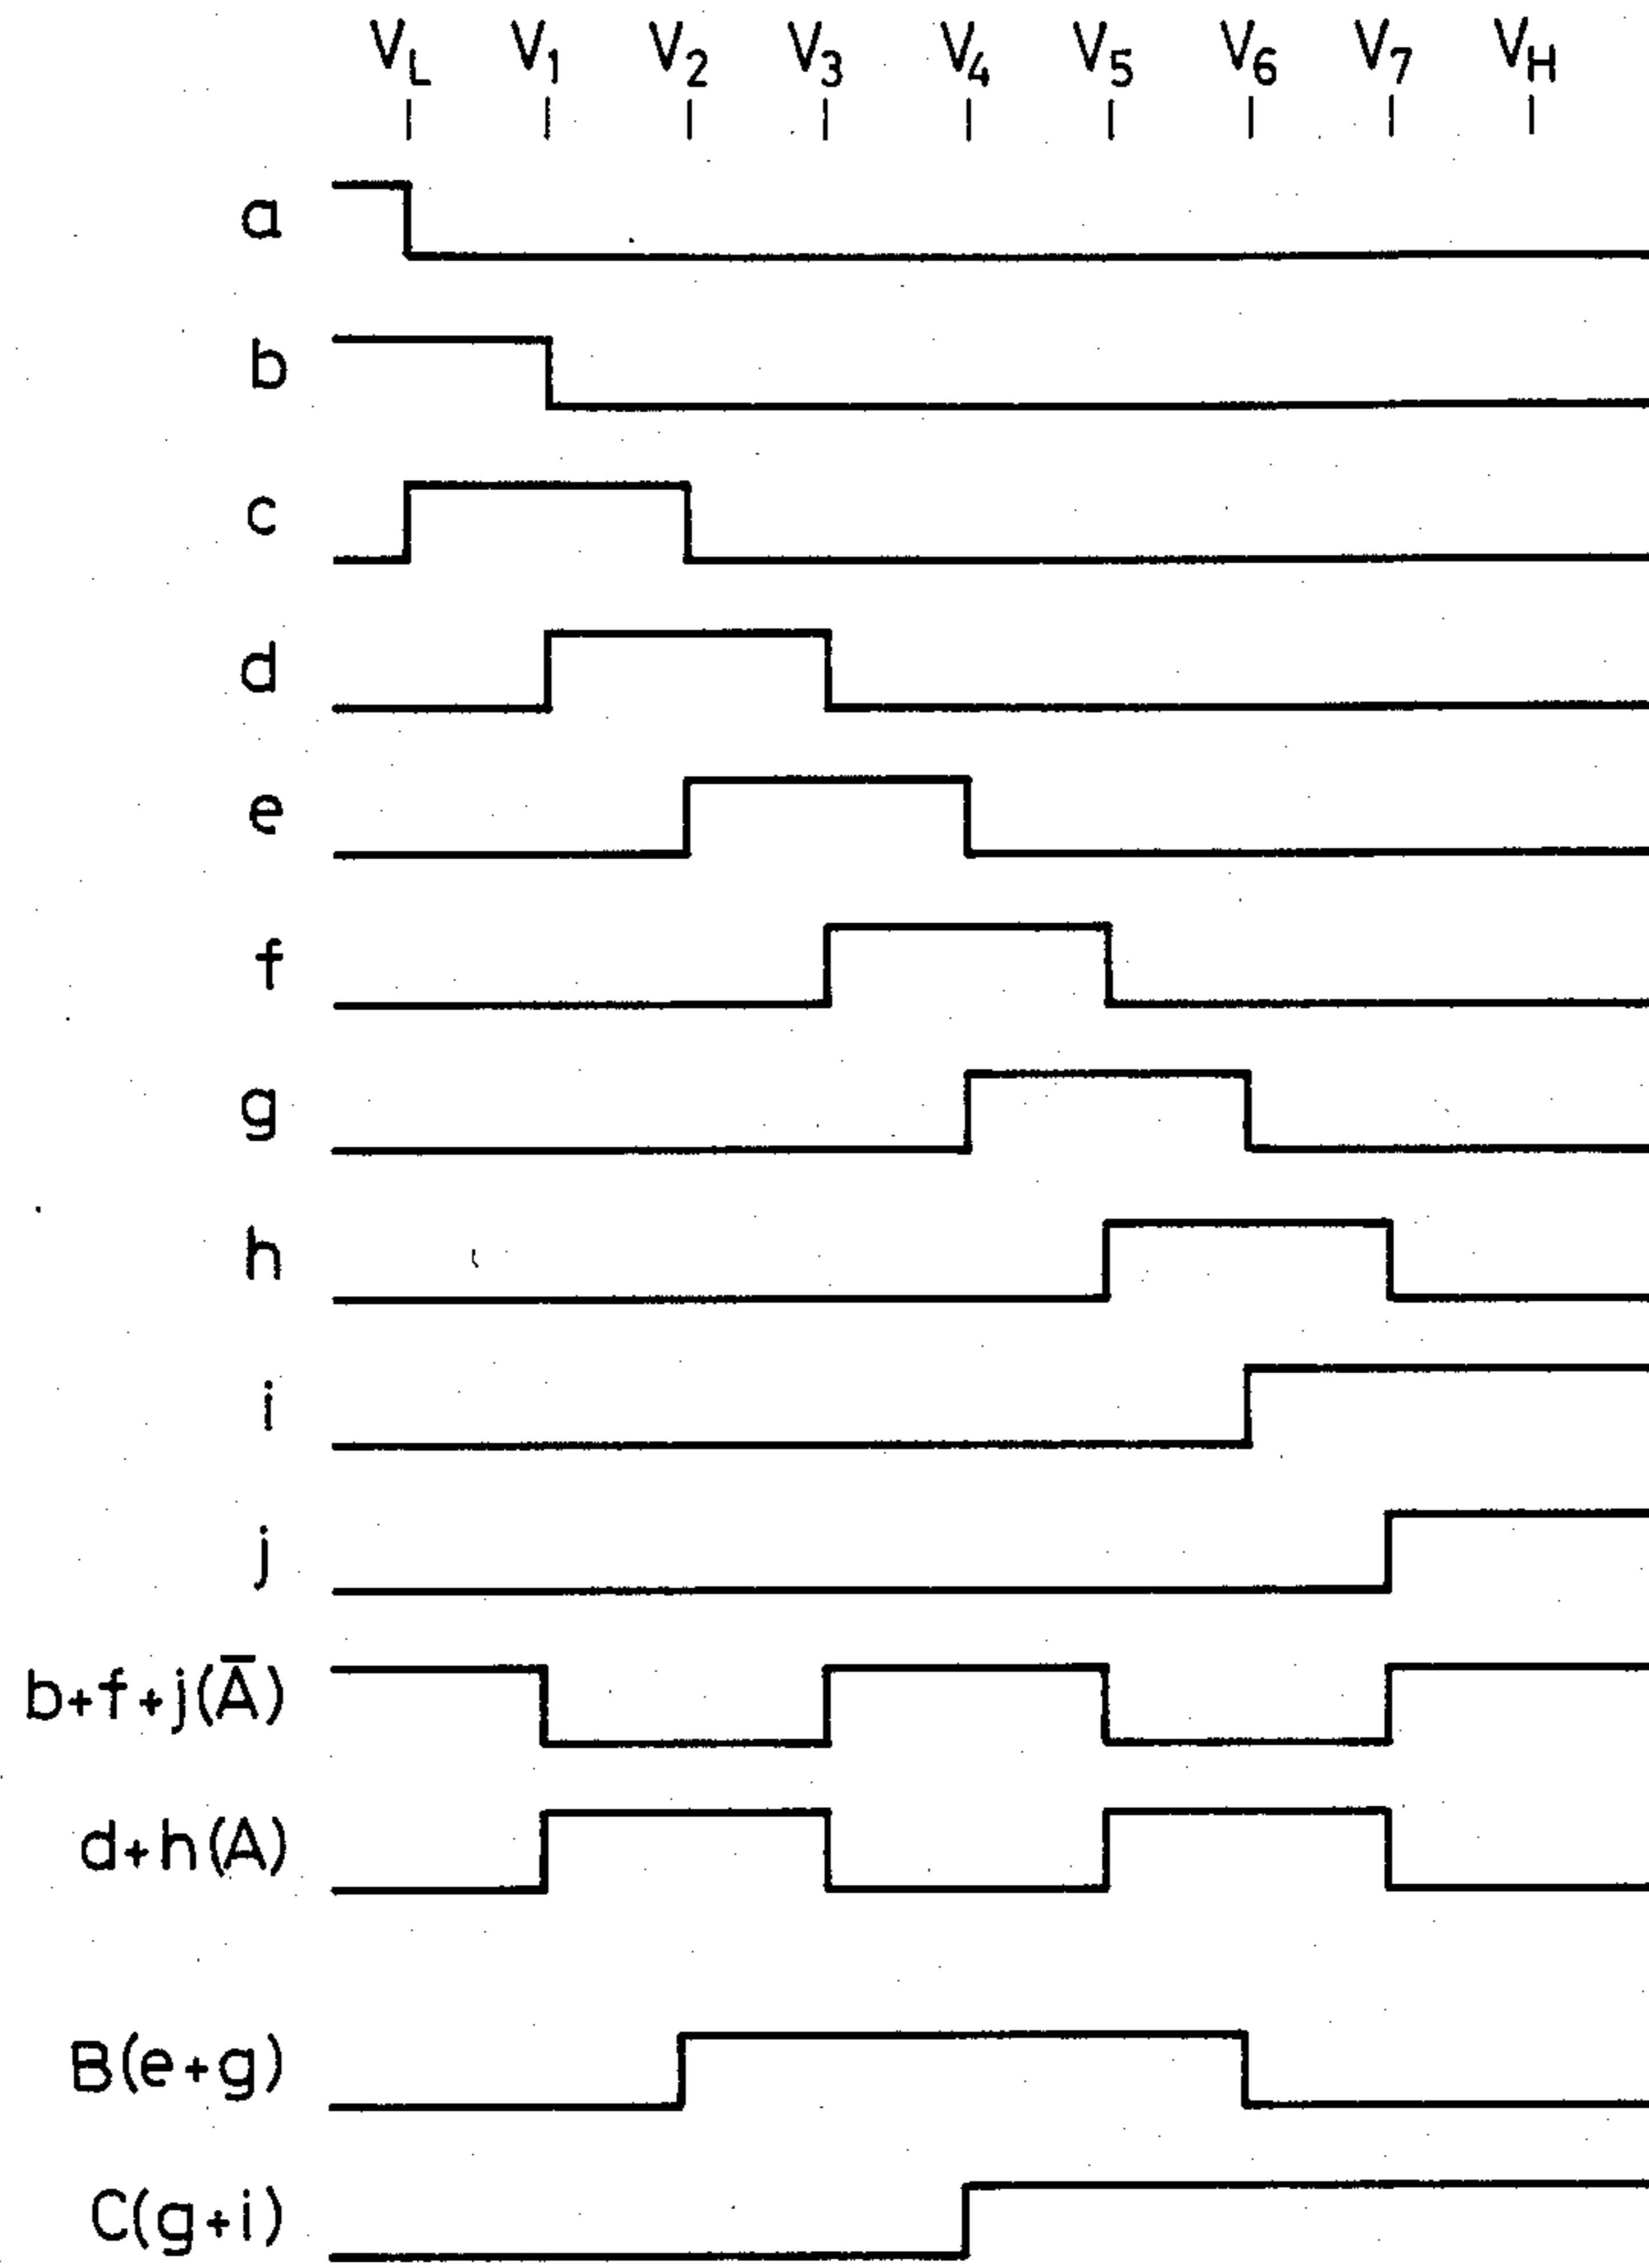 V_L V_1 V_2 V_3 V_4 V_5 V_6 V_7 V_H
a
b
c
d
e
f
g
h
i
j
b+f+j(A̅)
d+h(A)
B(e+g)
C(g+i)